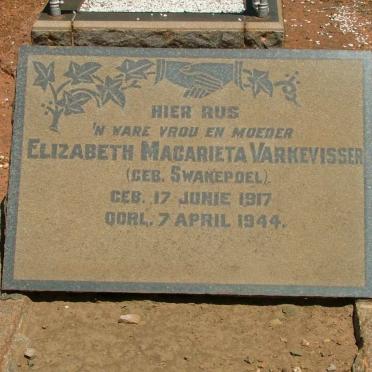 HIER RUS
'N WARE VROU EN MOEDER
ELIZABETH MAGARIETA VARKEVISSER
(GEB. SWANEPOEL)
GEB. 17 JUNIE 1917
OORL. 7 APRIL 1944.